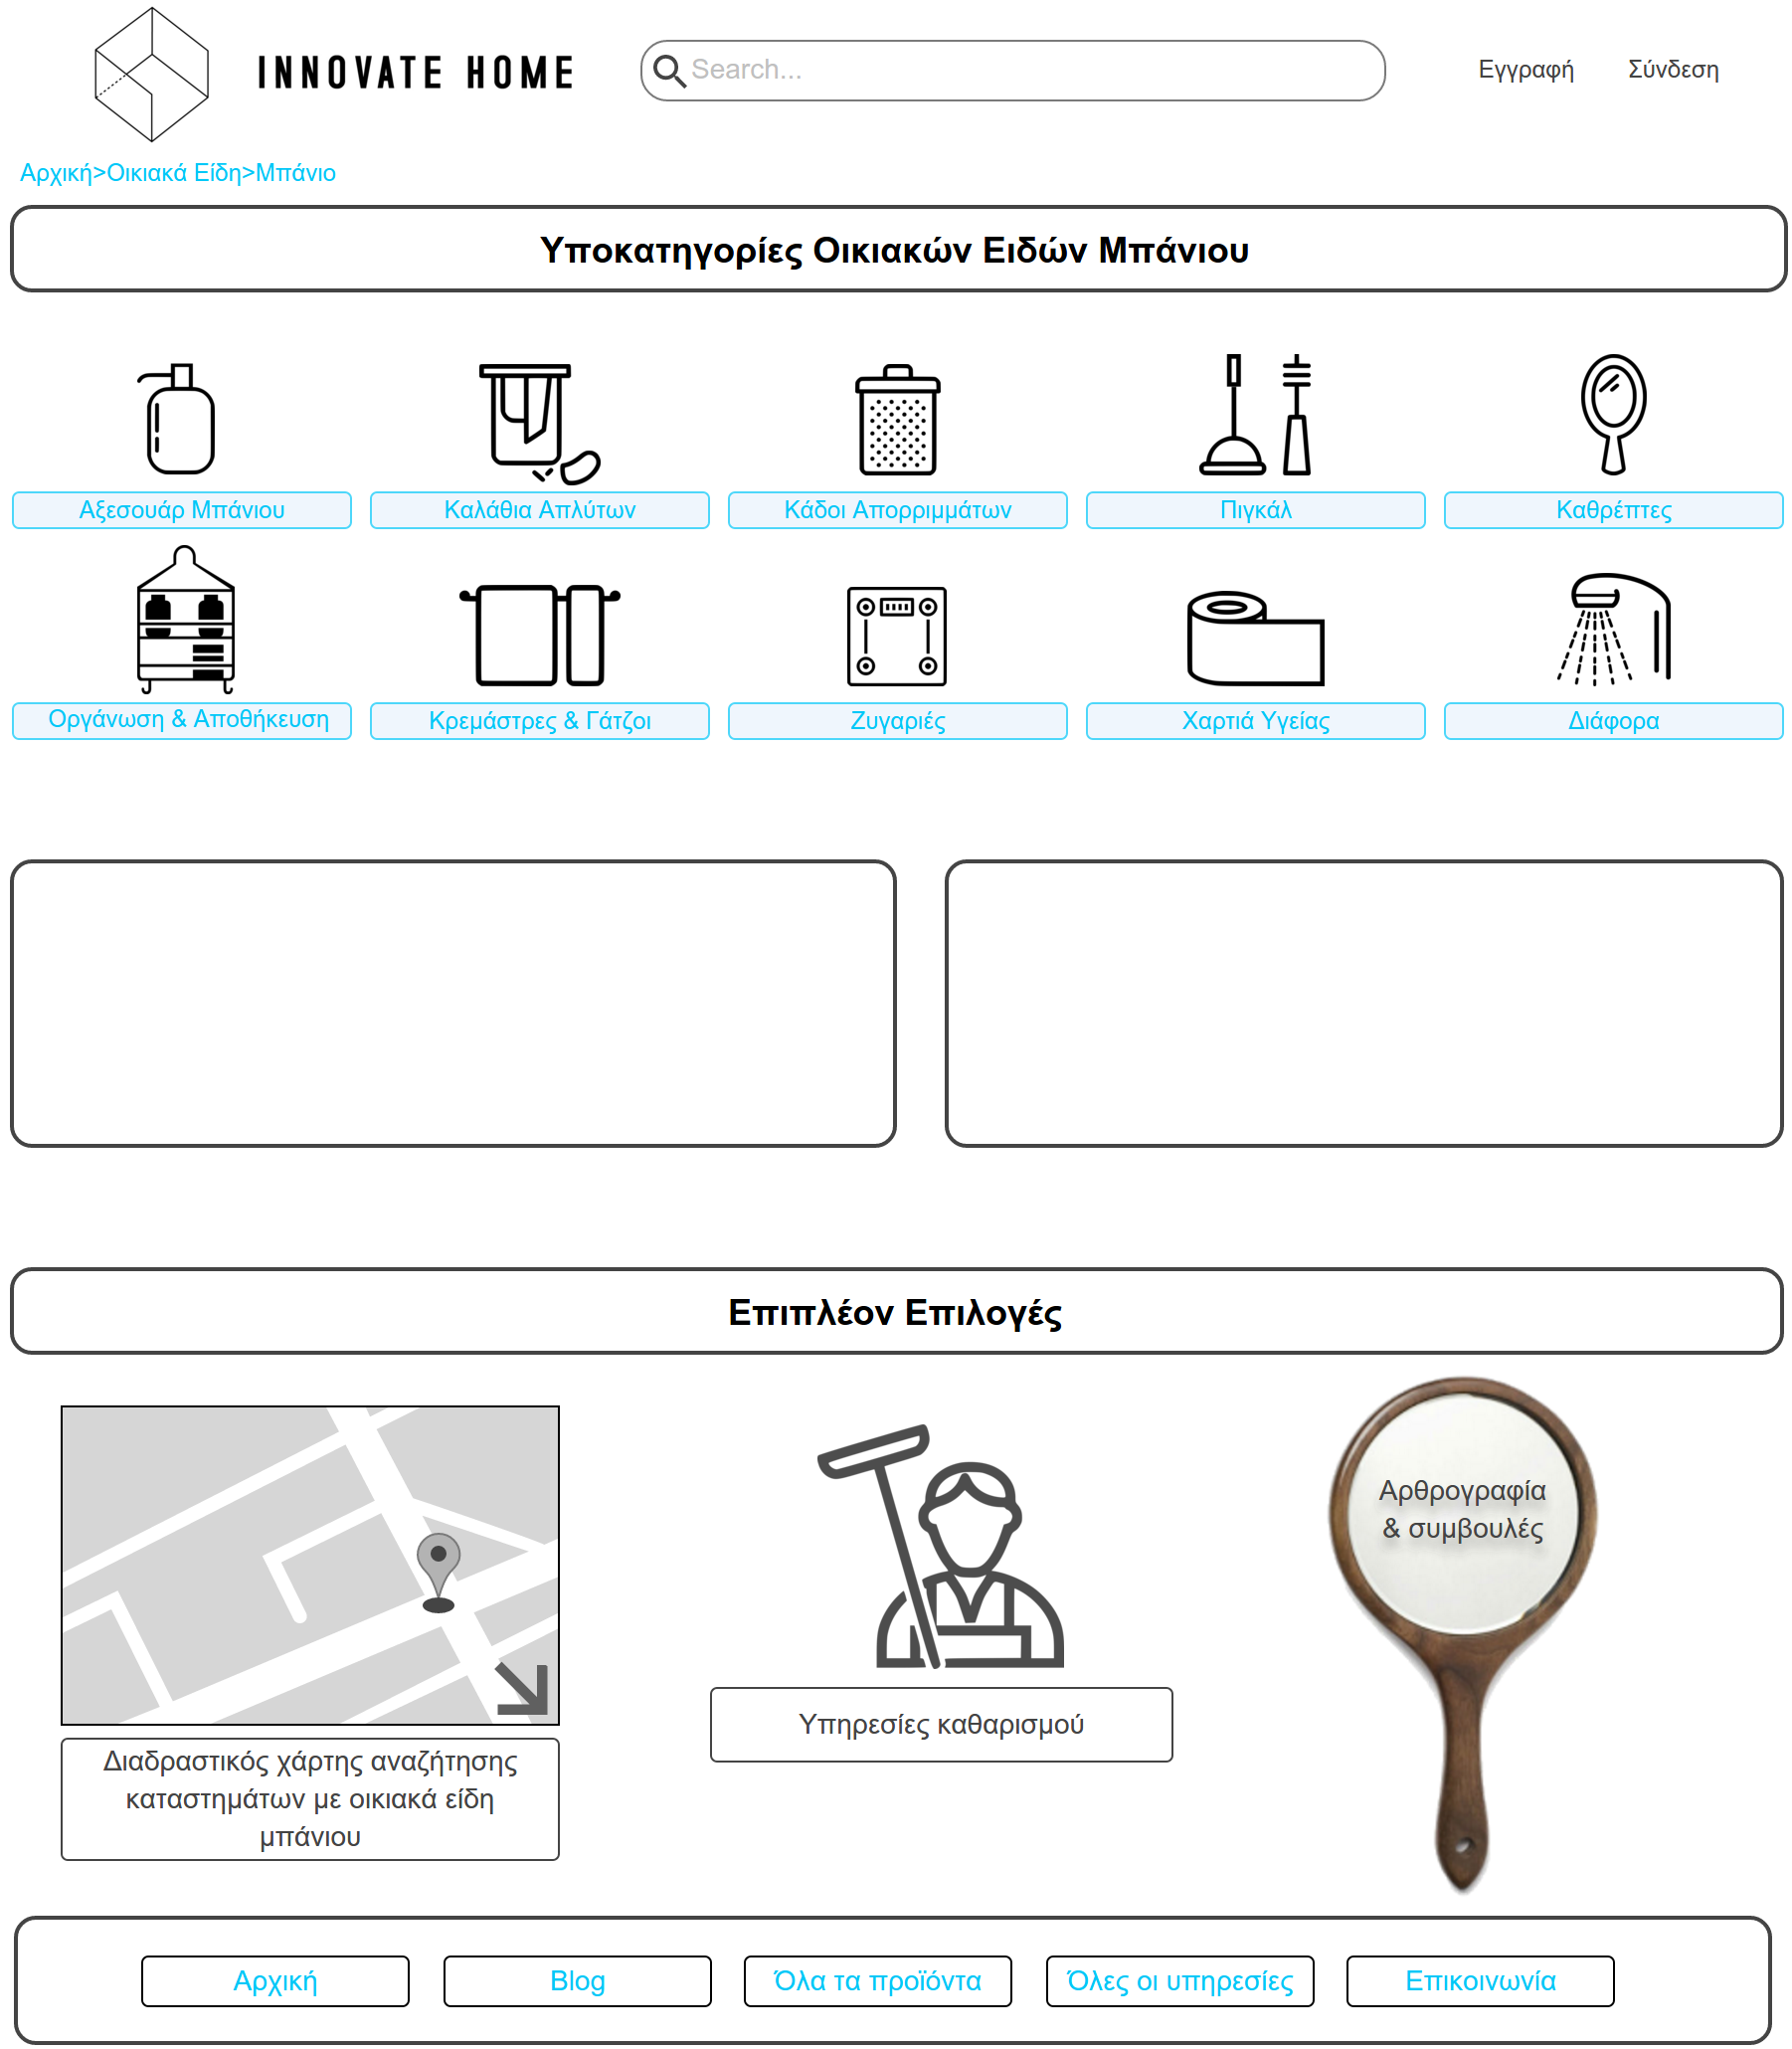 INNOVATE HOME
Search...
Εγγραφή
Σύνδεση
Αρχική>Οικιακά Είδη>Μπάνιο
Υποκατηγορίες Οικιακών Ειδών Μπάνιου
Αξεσουάρ Μπάνιου
Καλάθια Απλύτων
Κάδοι Απορριμμάτων
Πιγκάλ
Καθρέπτες
Οργάνωση & Αποθήκευση
Κρεμάστρες & Γάτζοι
Ζυγαριές
Χαρτιά Υγείας
Διάφορα
Επιπλέον Επιλογές
Διαδραστικός χάρτης αναζήτησης
καταστημάτων με οικιακά είδη
μπάνιου
Υπηρεσίες καθαρισμού
Αρθρογραφία
& συμβουλές
Αρχική
Blog
Όλα τα προϊόντα
Όλες οι υπηρεσίες
Επικοινωνία